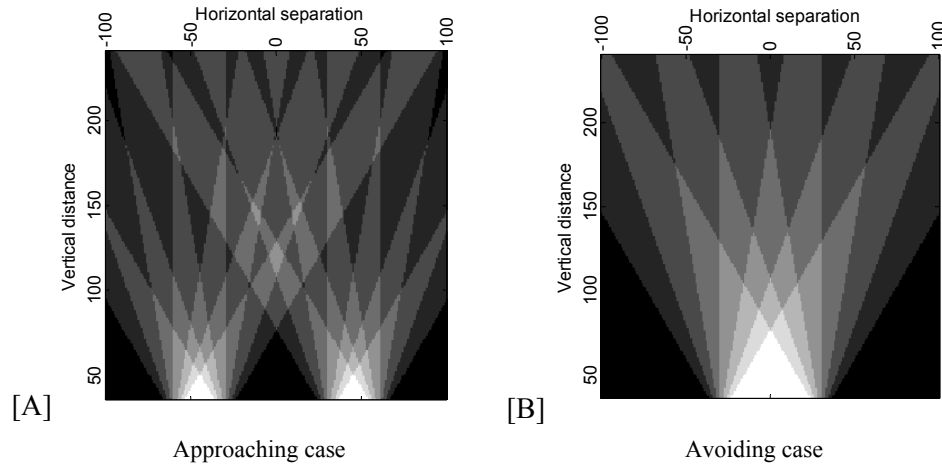 Horizontal separation
-100
-50
0
50
100
Vertical distance
200
150
100
50
[A]
Approaching case
Horizontal separation
-100
-50
0
50
100
Vertical distance
200
150
100
50
[B]
Avoiding case